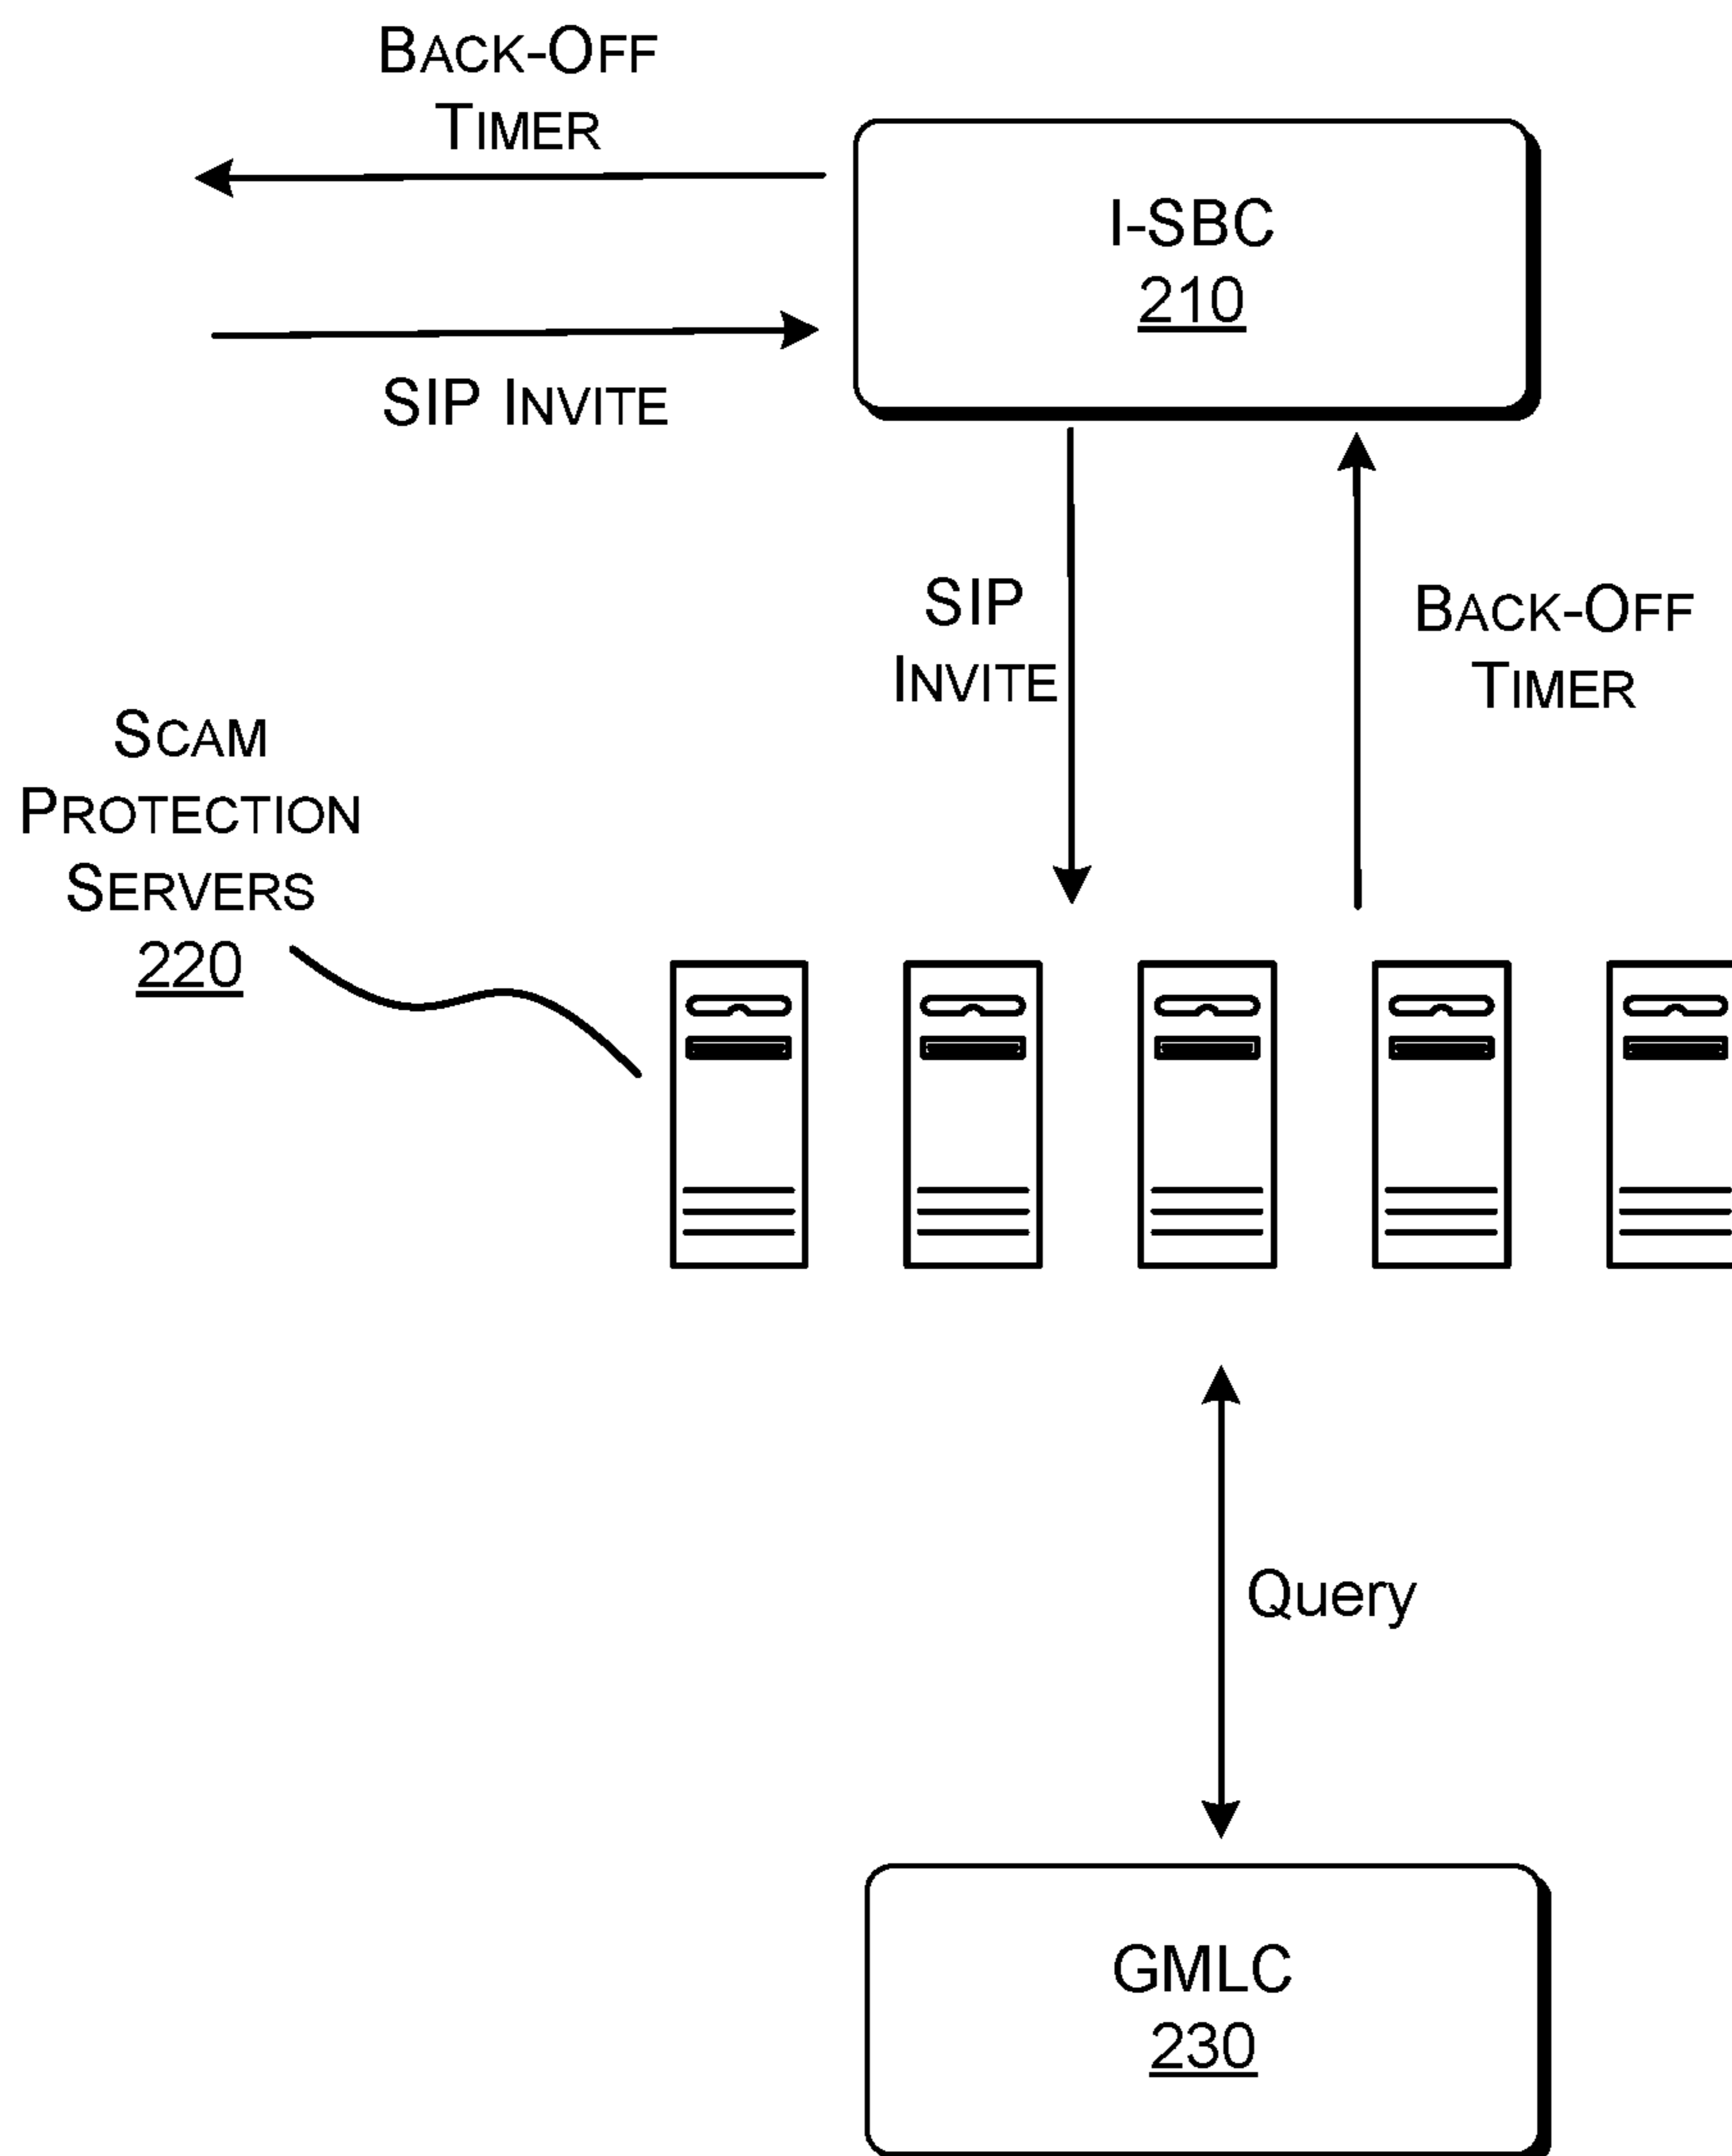 BACK-OFF
TIMER
I-SBC
210
SIP INVITE
SIP
INVITE
BACK-OFF
TIMER
SCAM
PROTECTION
SERVERS
220
Query
GMLC
230